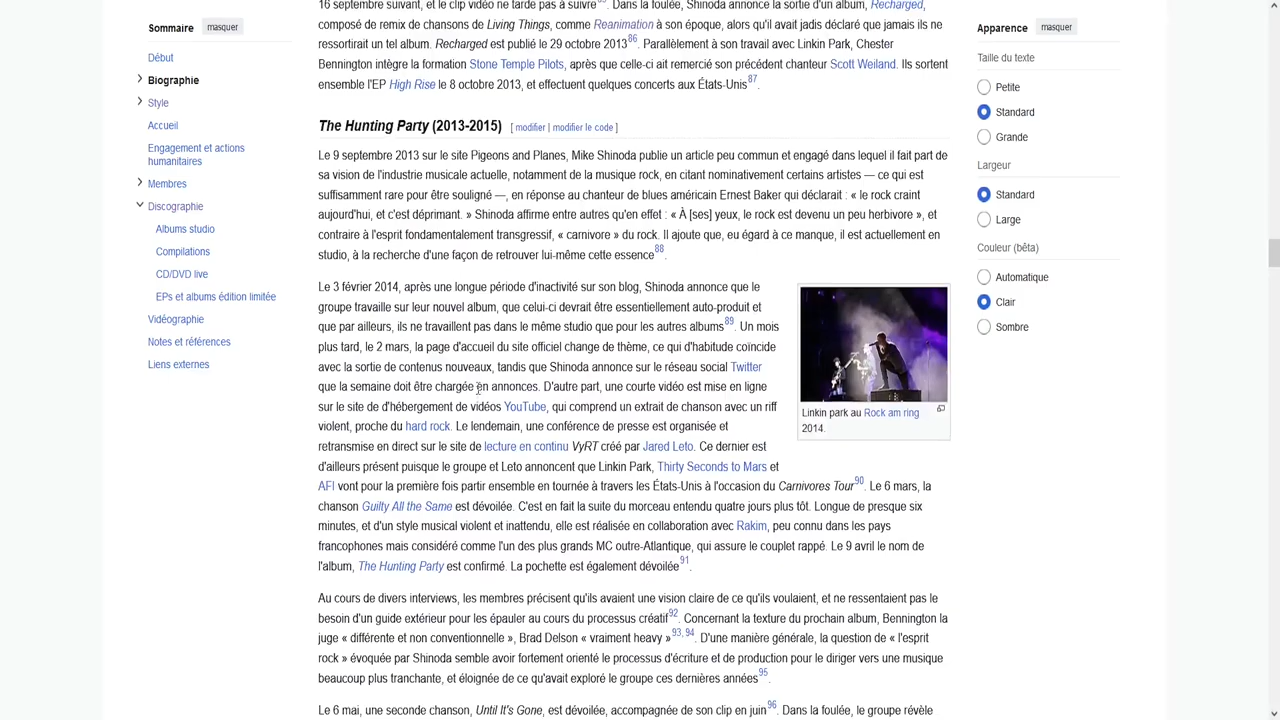 Sommaire masquer
Début
Biographie
Style
Accueil
Engagement et actions
humanitaires
Membres
Discographie
Albums studio
Compilations
CD/DVD live
EPs et albums édition limitée
Vidéographie
Notes et références
Liens externes
16 septembre suivant, et le clip vidéo ne tarde pas à suivre. Dans la foulée, Shinoda annonce la sortie d'un album, Recharged,
composé de remix de chansons de Living Things, comme Reanimation à son époque, alors qu'il avait jadis déclaré que jamais ils ne
ressortirait un tel album. Recharged est publié le 29 octobre 201386. Parallèlement à son travail avec Linkin Park, Chester
Bennington intègre la formation Stone Temple Pilots, après que celle-ci ait remercié son précédent chanteur Scott Weiland. Ils sortent
ensemble l'EP High Rise le 8 octobre 2013, et effectuent quelques concerts aux États-Unis87.
The Hunting Party (2013-2015) [ modifier | modifier le code ]
Le 9 septembre 2013 sur le site Pigeons and Planes, Mike Shinoda publie un article peu commun et engagé dans lequel il fait part de
sa vision de l'industrie musicale actuelle, notamment de la musique rock, en citant nominativement certains artistes — ce qui est
suffisamment rare pour être souligné —, en réponse au chanteur de blues américain Ernest Baker qui déclarait : « le rock craint
aujourd'hui, et c'est déprimant. » Shinoda affirme entre autres qu'en effet : « À [ses] yeux, le rock est devenu un peu herbivore », et
contraire à l'esprit fondamentalement transgressif, « carnivore » du rock. Il ajoute que, eu égard à ce manque, il est actuellement en
studio, à la recherche d'une façon de retrouver lui-même cette essence88.
Le 3 février 2014, après une longue période d'inactivité sur son blog, Shinoda annonce que le
groupe travaille sur leur nouvel album, que celui-ci devrait être essentiellement auto-produit et
que par ailleurs, ils ne travaillent pas dans le même studio que pour les autres albums89. Un mois
plus tard, le 2 mars, la page d'accueil du site officiel change de thème, ce qui d'habitude coïncide
avec la sortie de contenus nouveaux, tandis que Shinoda annonce sur le réseau social Twitter
que la semaine doit être chargée en annonces. D'autre part, une courte vidéo est mise en ligne
sur le site de d'hébergement de vidéos YouTube, qui comprend un extrait de chanson avec un riff
violent, proche du hard rock. Le lendemain, une conférence de presse est organisée et
retransmise en direct sur le site de lecture en continu VyRT créé par Jared Leto. Ce dernier est
d'ailleurs présent puisque le groupe et Leto annoncent que Linkin Park, Thirty Seconds to Mars et
AFI vont pour la première fois partir ensemble en tournée à travers les États-Unis à l'occasion du Carnivores Tour90. Le 6 mars, la
chanson Guilty All the Same est dévoilée. C'est en fait la suite du morceau entendu quatre jours plus tôt. Longue de presque six
minutes, et d'un style musical violent et inattendu, elle est réalisée en collaboration avec Rakim, peu connu dans les pays
francophones mais considéré comme l'un des plus grands MC outre-Atlantique, qui assure le couplet rappé. Le 9 avril le nom de
l'album, The Hunting Party est confirmé. La pochette est également dévoilée91.
Linkin park au Rock am ring
2014.
Au cours de divers interviews, les membres précisent qu'ils avaient une vision claire de ce qu'ils voulaient, et ne ressentaient pas le
besoin d'un guide extérieur pour les épauler au cours du processus créatif92. Concernant la texture du prochain album, Bennington la
juge « différente et non conventionnelle », Brad Delson « vraiment heavy »93, 94. D'une manière générale, la question de « l'esprit
rock » évoquée par Shinoda semble avoir fortement orienté le processus d'écriture et de production pour le diriger vers une musique
beaucoup plus tranchante, et éloignée de ce qu'avait exploré le groupe ces dernières années95.
Le 6 mai, une seconde chanson, Until It's Gone, est dévoilée, accompagnée de son clip en juin96. Dans la foulée, le groupe révèle
Apparence masquer
Taille du texte
Petite
Standard
Grande
Largeur
Standard
Large
Couleur (bêta)
Automatique
Clair
Sombre